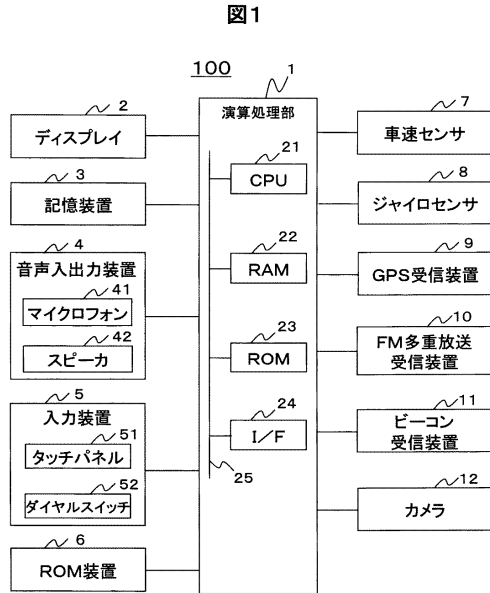 図1
100
1
演算処理部
21
CPU
22
RAM
23
ROM
24
I/F
25
2
ディスプレイ
3
記憶装置
4
音声入出力装置
41
マイクロフォン
42
スピーカ
5
入力装置
51
タッチパネル
52
ダイヤルスイッチ
6
ROM装置
7
車速センサ
8
ジャイロセンサ
9
GPS受信装置
10
FM多重放送
受信装置
11
ビーコン
受信装置
12
カメラ